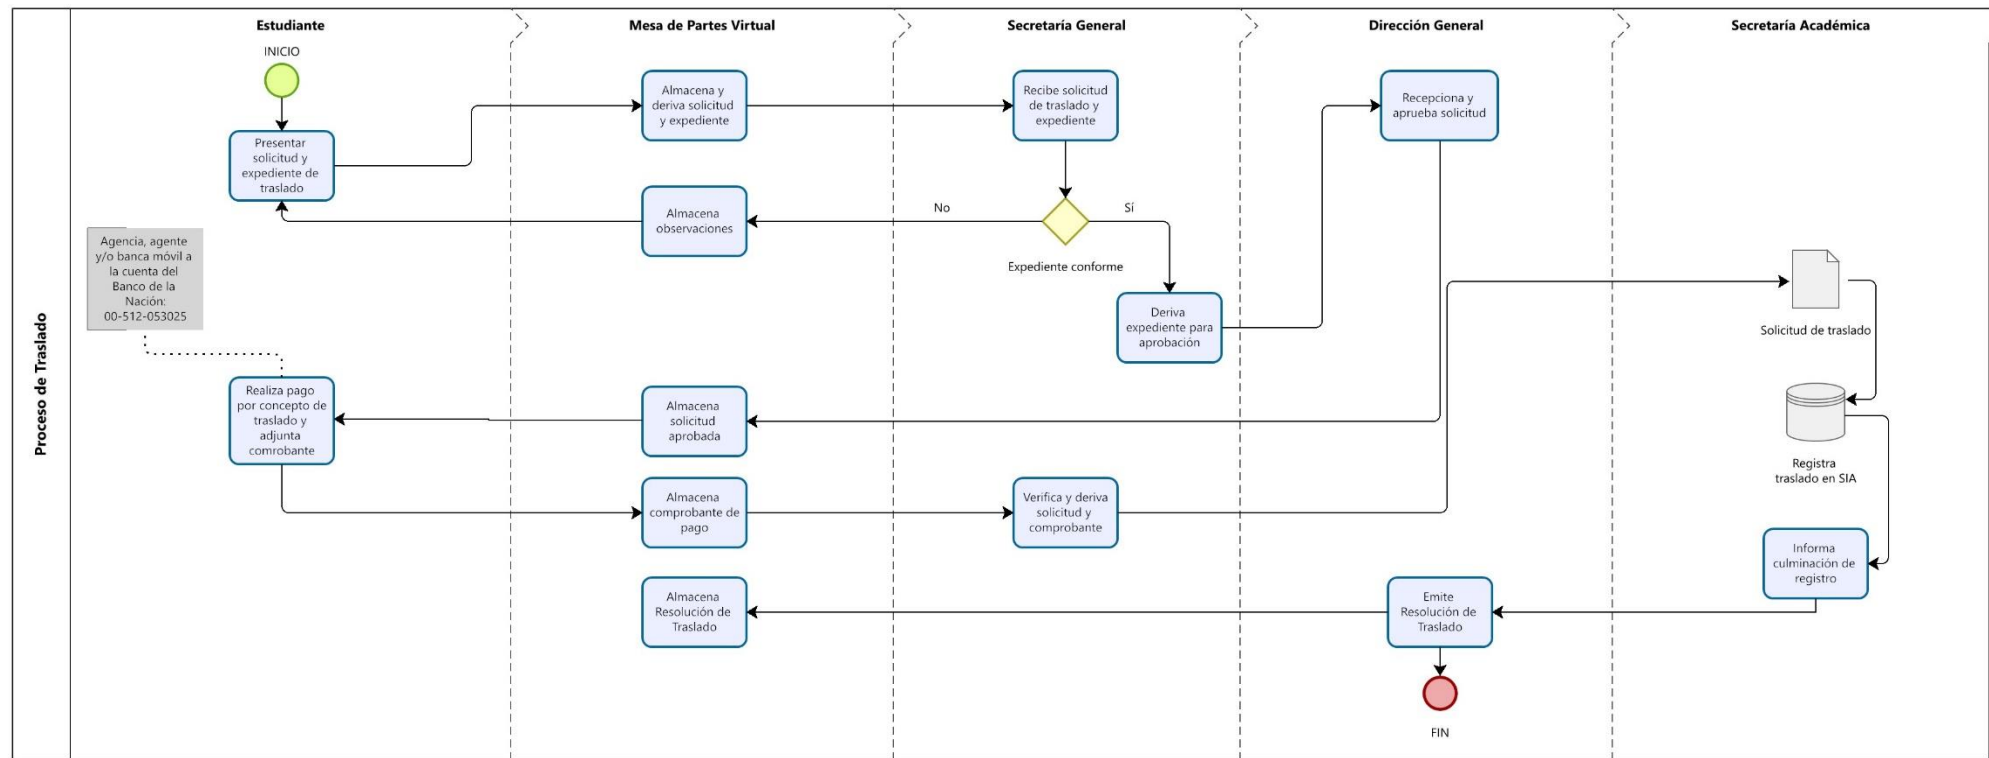 Proceso de Traslado
Estudiante
Mesa de Partes Virtual
Secretaría General
Dirección General
Secretaría Académica
INICIO
Presentar
solicitud y
expediente de
traslado
Almacena y
deriva solicitud
y expediente
Recibe solicitud
de traslado y
expediente
Recepciona y
aprueba solicitud
Almacena
observaciones
No
Sí
Expediente conforme
Agencia, agente
y/o banca móvil a
la cuenta del
Banco de la
Nación:
00-512-053025
Deriva
expediente para
aprobación
Solicitud de traslado
Realiza pago
por concepto de
traslado y
adjunta
comrobante
Almacena
solicitud
aprobada
Registra
traslado en SIA
Almacena
comprobante de
pago
Verifica y deriva
solicitud y
comprobante
Informa
culminación de
registro
Almacena
Resolución de
Traslado
Emite
Resolución de
Traslado
FIN